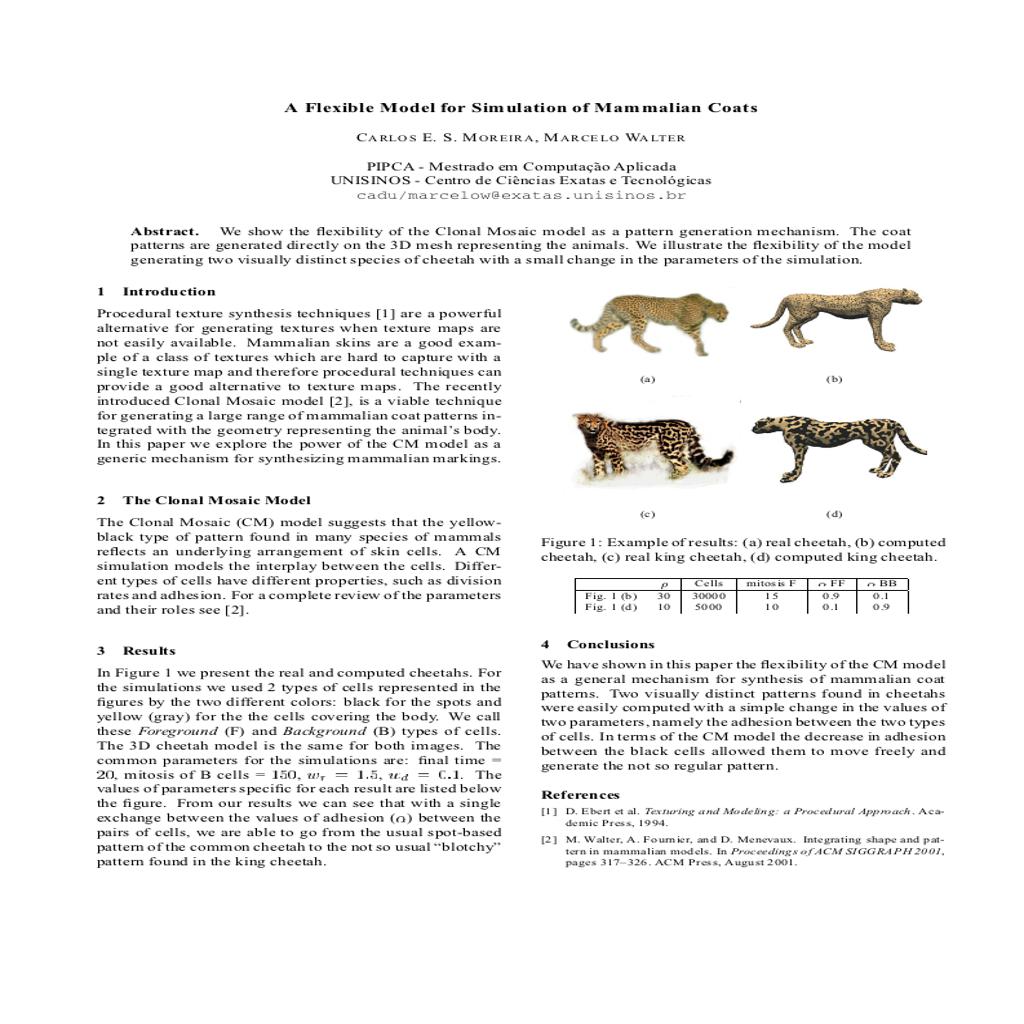 A Flexible Model for Simulation of Mammalian Coats
CARLOS E. S. MOREIRA, MARCELO WALTER
PIPCA - Mestrado em Computação Aplicada
UNISINOS - Centro de Ciências Exatas e Tecnológicas
cadu/marcelow@exatas.unisinos.br
Abstract. We show the flexibility of the Clonal Mosaic model as a pattern generation mechanism. The coat
patterns are generated directly on the 3D mesh representing the animals. We illustrate the flexibility of the model
generating two visually distinct species of cheetah with a small change in the parameters of the simulation.
1 Introduction
Procedural texture synthesis techniques [1] are a powerful
alternative for generating textures when texture maps are
not easily available. Mammalian skins are a good exam-
ple of a class of textures which are hard to capture with a
single texture map and therefore procedural techniques can
provide a good alternative to texture maps. The recently
introduced Clonal Mosaic model [2], is a viable technique
for generating a large range of mammalian coat patterns in-
tegrated with the geometry representing the animal's body.
In this paper we explore the power of the CM model as a
generic mechanism for synthesizing mammalian markings.
2 The Clonal Mosaic Model
The Clonal Mosaic (CM) model suggests that the yellow-
black type of pattern found in many species of mammals
reflects an underlying arrangement of skin cells. A CM
simulation models the interplay between the cells. Differ-
ent types of cells have different properties, such as division
rates and adhesion. For a complete review of the parameters
and their roles see [2].
3 Results
In Figure 1 we present the real and computed cheetahs. For
the simulations we used 2 types of cells represented in the
figures by the two different colors: black for the spots and
yellow (gray) for the the cells covering the body. We call
these Foreground (F) and Background (B) types of cells.
The 3D cheetah model is the same for both images. The
common parameters for the simulations are: final time =
20, mitosis of B cells = 150, wr = 1.5, ud = 0.1. The
values of parameters specific for each result are listed below
the figure. From our results we can see that with a single
exchange between the values of adhesion (α) between the
pairs of cells, we are able to go from the usual spot-based
pattern of the common cheetah to the not so usual "blotchy"
pattern found in the king cheetah.
(a) (b)
(c) (d)
Figure 1: Example of results: (a) real cheetah, (b) computed
cheetah, (c) real king cheetah, (d) computed king cheetah.
ρ Cells mitosis F α FF α BB
Fig. 1 (b) 30 30000 15 0.9 0.1
Fig. 1 (d) 10 5000 10 0.1 0.9
4 Conclusions
We have shown in this paper the flexibility of the CM model
as a general mechanism for synthesis of mammalian coat
patterns. Two visually distinct patterns found in cheetahs
were easily computed with a simple change in the values of
two parameters, namely the adhesion between the two types
of cells. In terms of the CM model the decrease in adhesion
between the black cells allowed them to move freely and
generate the not so regular pattern.
References
[1] D. Ebert et al. Texturing and Modeling: a Procedural Approach. Aca-
demic Press, 1994.
[2] M. Walter, A. Fournier, and D. Menevaux. Integrating shape and pat-
tern in mammalian models. In Proceedings of ACM SIGGRAPH 2001,
pages 317–326. ACM Press, August 2001.